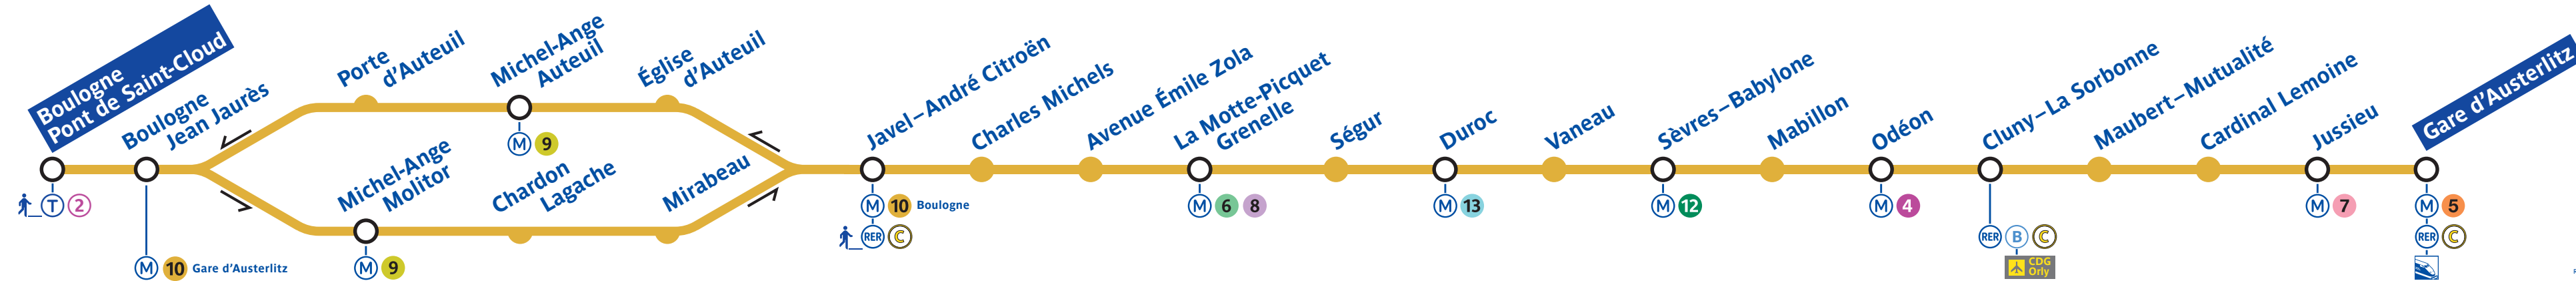 Boulogne
Pont de Saint-Cloud
Boulogne
Jean Jaurès
Porte
d'Auteuil
Michel-Ange
Auteuil
Église
d'Auteuil
Michel-Ange
Molitor
Chardon
Lagache
Mirabeau
Javel–André Citroën
Charles Michels
Avenue Émile Zola
La Motte-Picquet
Grenelle
Ségur
Duroc
Vaneau
Sèvres–Babylone
Mabillon
Odéon
Cluny–La Sorbonne
Maubert–Mutualité
Cardinal Lemoine
Jussieu
Gare d'Austerlitz
T 2
M 10 Gare d'Austerlitz
M 9
M 9
M 10 Boulogne
RER C
M 6 8
M 13
M 12
M 4
RER B C
CDG
Orly
M 7
M 5
RER C